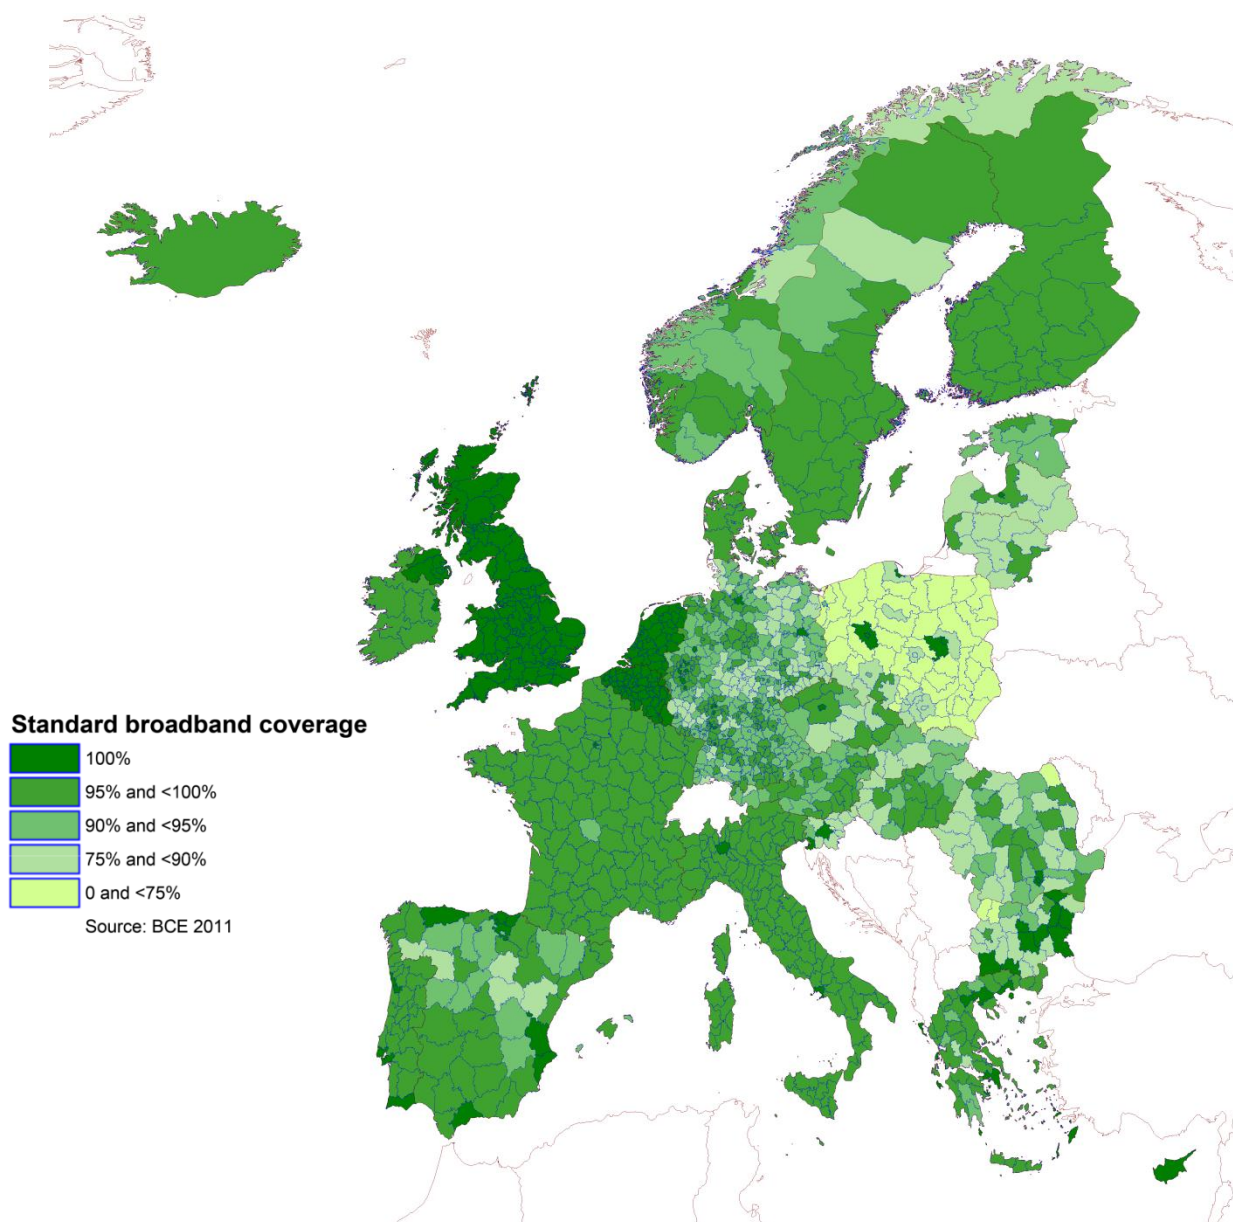 Standard broadband coverage
100%
95% and <100%
90% and <95%
75% and <90%
0 and <75%
Source: BCE 2011